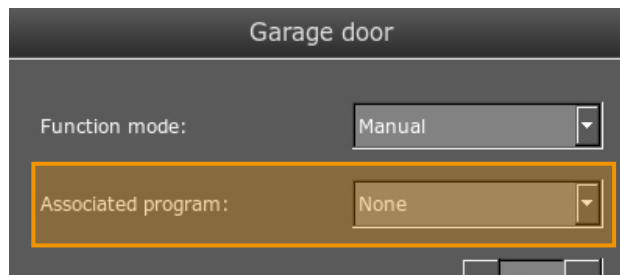 Garage door
Function mode: Manual
Associated program: None